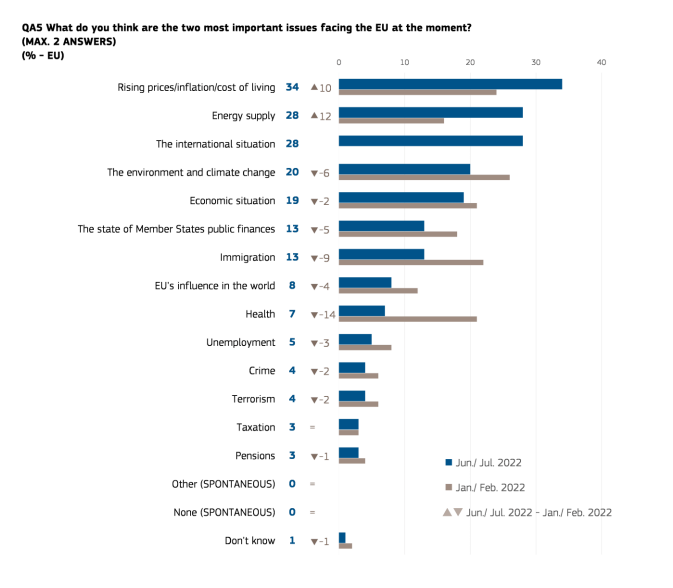 QA5 What do you think are the two most important issues facing the EU at the moment?
(MAX. 2 ANSWERS)
(% - EU)
0 10 20 30 40
Rising prices/inflation/cost of living 34 ▲10
Energy supply 28 ▲12
The international situation 28
The environment and climate change 20 ▼-6
Economic situation 19 ▼-2
The state of Member States public finances 13 ▼-5
Immigration 13 ▼-9
EU's influence in the world 8 ▼-4
Health 7 ▼-14
Unemployment 5 ▼-3
Crime 4 ▼-2
Terrorism 4 ▼-2
Taxation 3 =
Pensions 3 ▼-1
Other (SPONTANEOUS) 0 =
None (SPONTANEOUS) 0 =
Don't know 1 ▼-1
Jun./ Jul. 2022
Jan./ Feb. 2022
▲▼ Jun./ Jul. 2022 - Jan./ Feb. 2022